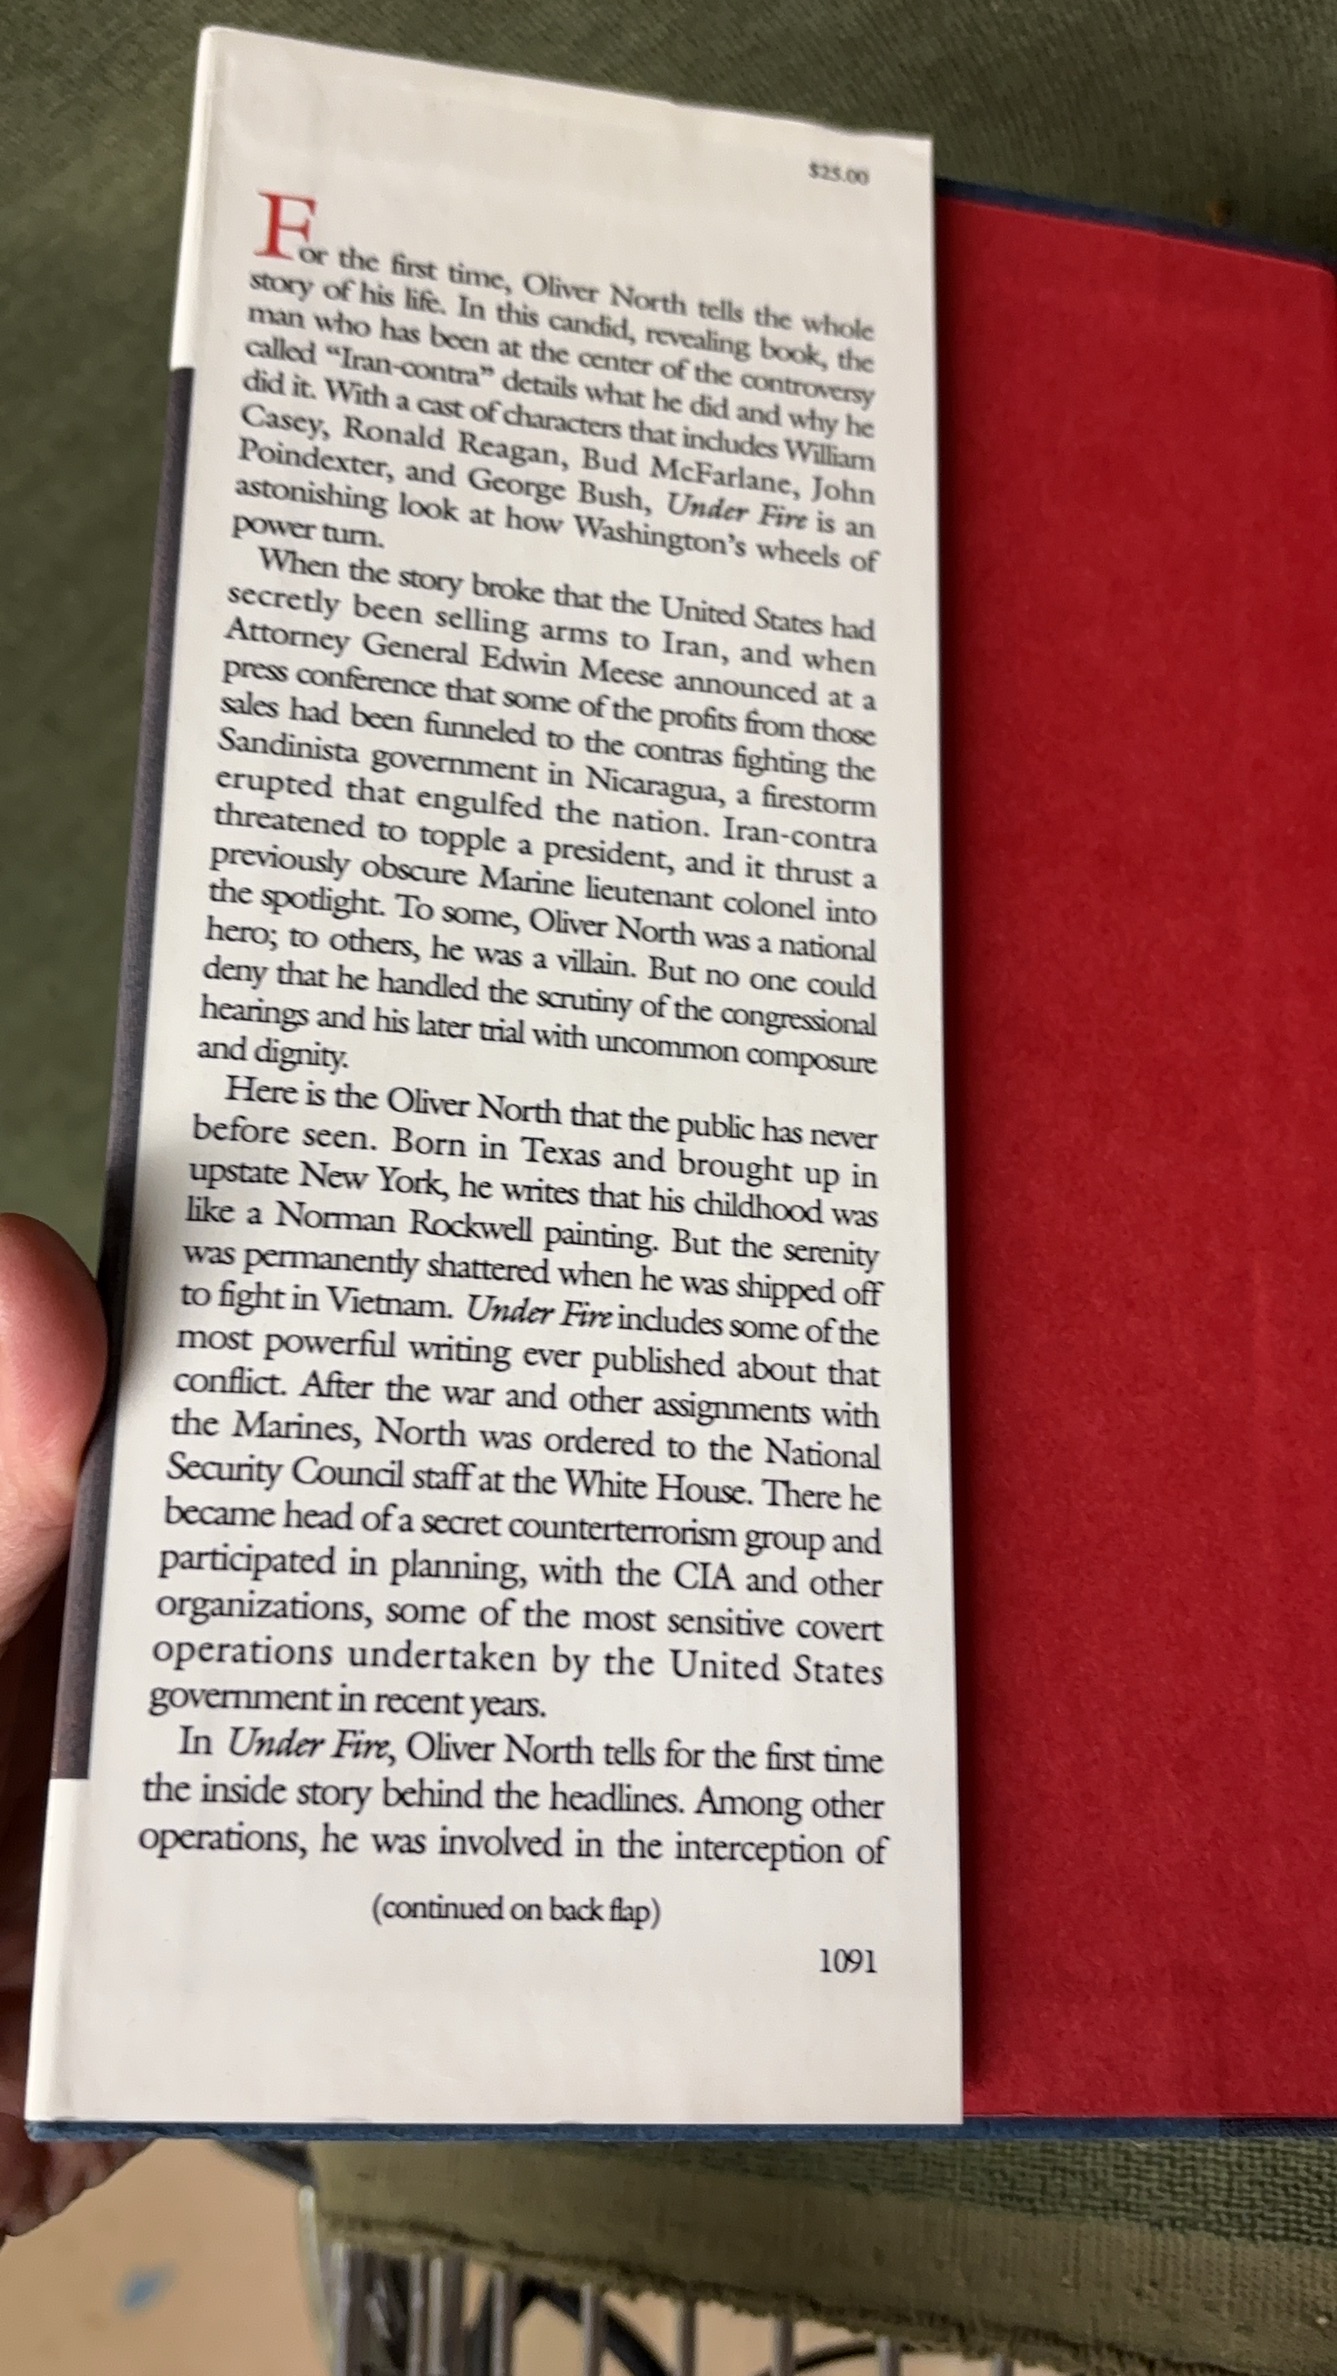 $25.00
For the first time, Oliver North tells the whole
story of his life. In this candid, revealing book, the
man who has been at the center of the controversy
called “Iran-contra” details what he did and why he
did it. With a cast of characters that includes William
Casey, Ronald Reagan, Bud McFarlane, John
Poindexter, and George Bush, Under Fire is an
astonishing look at how Washington’s wheels of
power turn.
When the story broke that the United States had
secretly been selling arms to Iran, and when
Attorney General Edwin Meese announced at a
press conference that some of the profits from those
sales had been funneled to the contras fighting the
Sandinista government in Nicaragua, a firestorm
erupted that engulfed the nation. Iran-contra
threatened to topple a president, and it thrust a
previously obscure Marine lieutenant colonel into
the spotlight. To some, Oliver North was a national
hero; to others, he was a villain. But no one could
deny that he handled the scrutiny of the congressional
hearings and his later trial with uncommon composure
and dignity.
Here is the Oliver North that the public has never
before seen. Born in Texas and brought up in
upstate New York, he writes that his childhood was
like a Norman Rockwell painting. But the serenity
was permanently shattered when he was shipped off
to fight in Vietnam. Under Fire includes some of the
most powerful writing ever published about that
conflict. After the war and other assignments with
the Marines, North was ordered to the National
Security Council staff at the White House. There he
became head of a secret counterterrorism group and
participated in planning, with the CIA and other
organizations, some of the most sensitive covert
operations undertaken by the United States
government in recent years.
In Under Fire, Oliver North tells for the first time
the inside story behind the headlines. Among other
operations, he was involved in the interception of
(continued on back flap)
1091